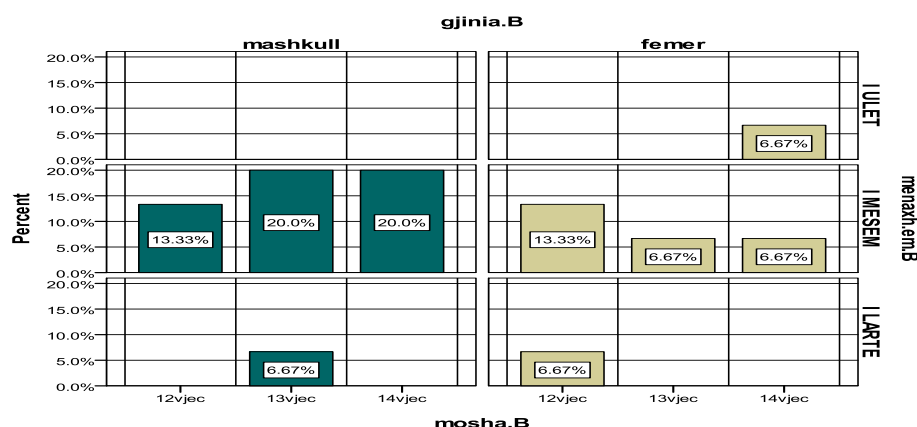 gjinia.B
mashkull femer
20.0%
15.0%
10.0%
5.0%
0.0%
6.67%
I ULET
20.0%
15.0%
10.0%
5.0%
0.0%
13.33% 20.0% 20.0% 13.33% 6.67% 6.67%
I MESEM
20.0%
15.0%
10.0%
5.0%
0.0%
6.67% 6.67%
I LARTE
Percent
menaxh.em.B
12vjec 13vjec 14vjec 12vjec 13vjec 14vjec
mosha.B